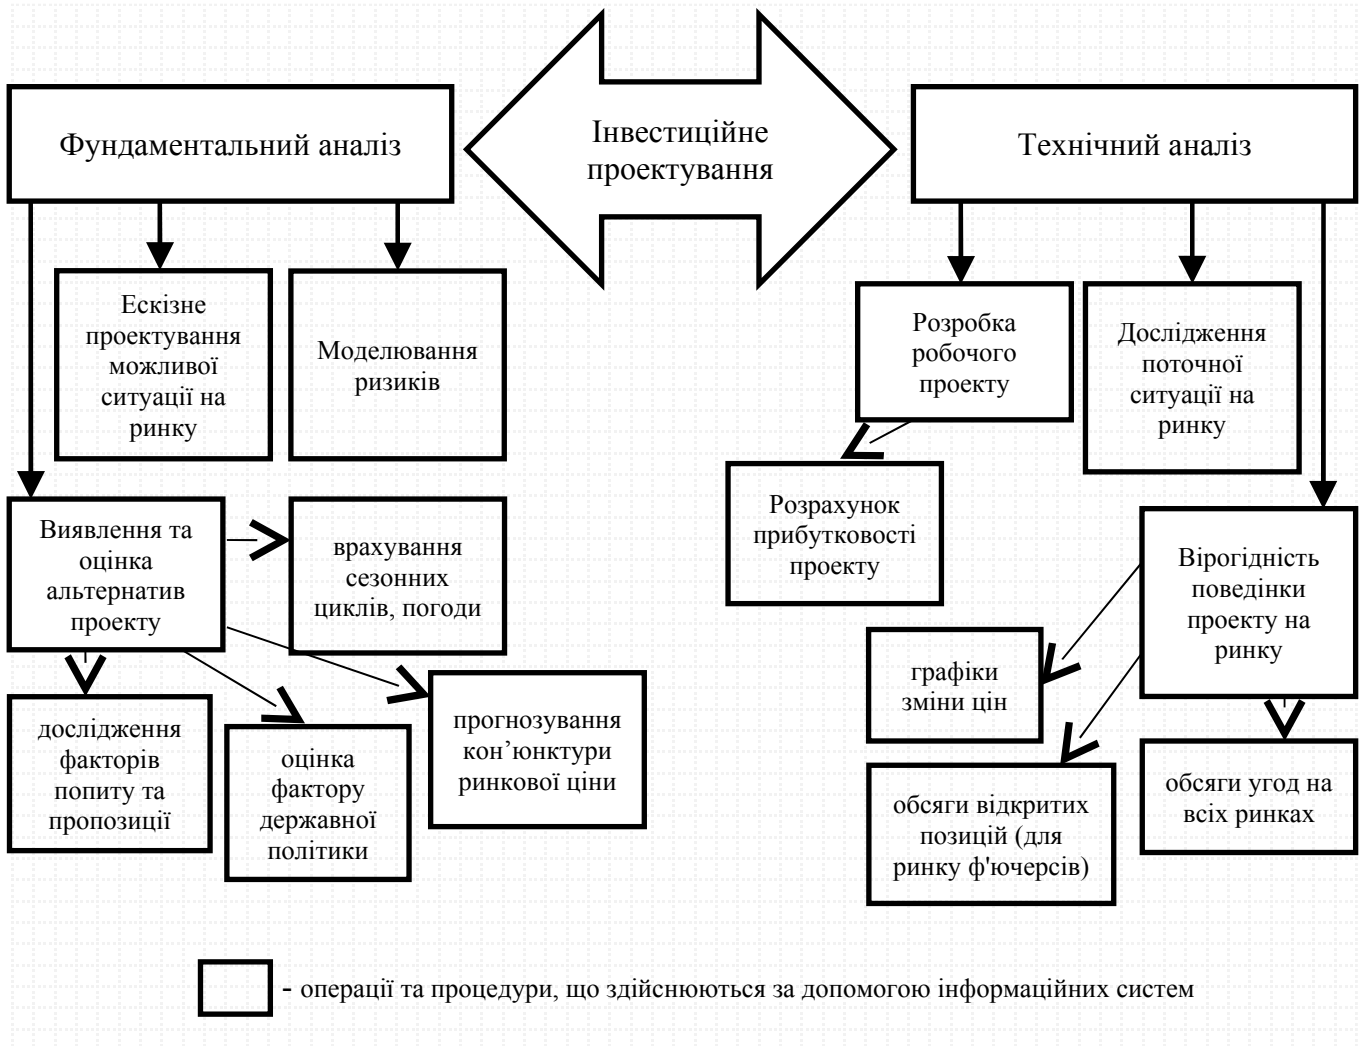 Фундаментальний аналіз
Інвестиційне
проектування
Технічний аналіз
Ескізне
проектування
можливої
ситуації на
ринку
Моделювання
ризиків
Розробка
робочого
проекту
Дослідження
поточної
ситуації на
ринку
Виявлення та
оцінка
альтернатив
проекту
врахування
сезонних
циклів, погоди
Розрахунок
прибутковості
проекту
Вірогідність
поведінки
проекту на
ринку
дослідження
факторів
попиту та
пропозиції
оцінка
фактору
державної
політики
прогнозування
кон’юнктури
ринкової ціни
графіки
зміни цін
обсяги відкритих
позицій (для
ринку ф'ючерсів)
обсяги угод на
всіх ринках
- операції та процедури, що здійснюються за допомогою інформаційних систем